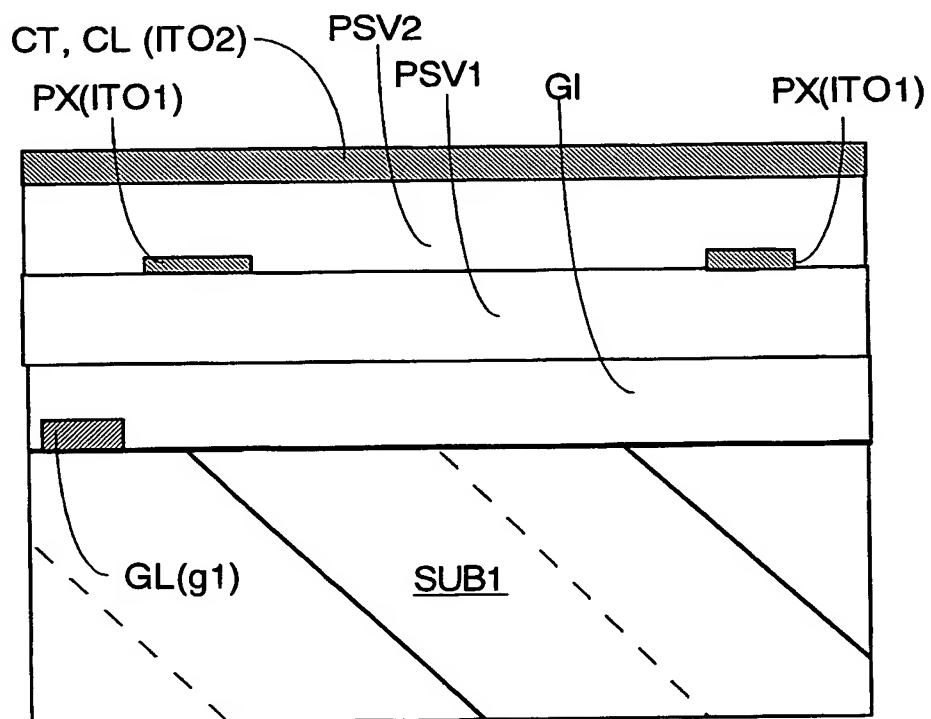 CT, CL (ITO2)
PSV2
PX(ITO1)
PSV1
GI
PX(ITO1)
GL(g1)
SUB1